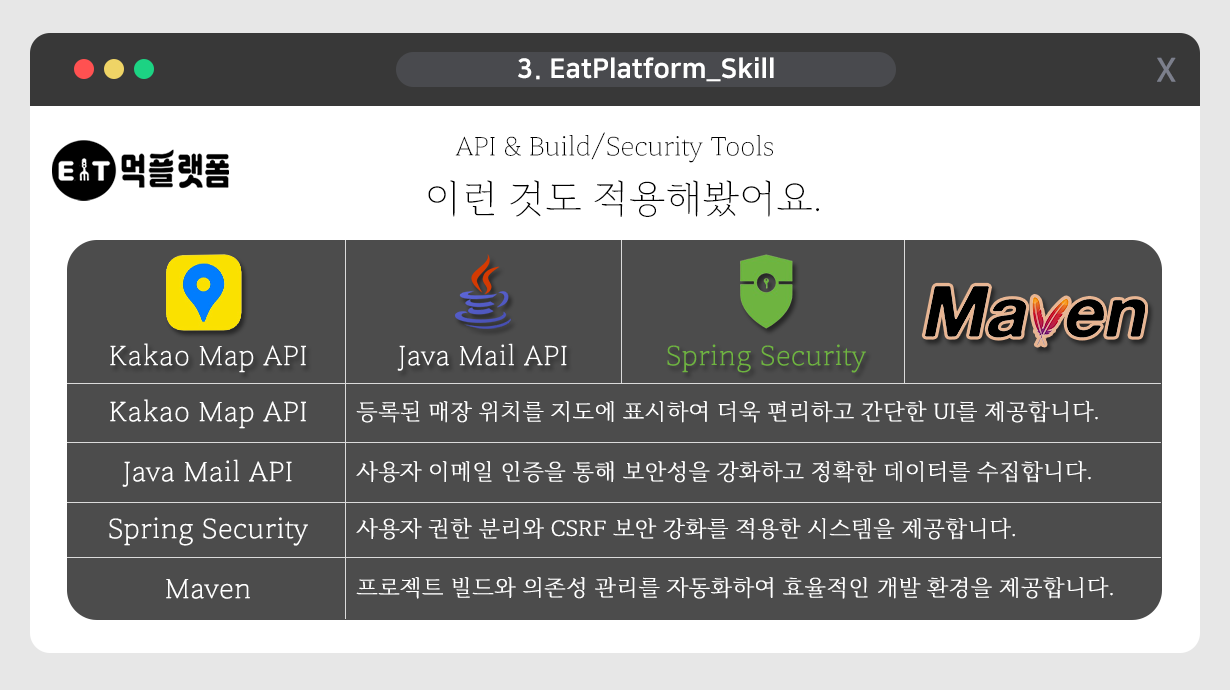 3. EatPlatform_Skill
X
EAT 먹플랫폼
API & Build/Security Tools
이런 것도 적용해봤어요.
Kakao Map API
Java Mail API
Spring Security
Maven
Kakao Map API
등록된 매장 위치를 지도에 표시하여 더욱 편리하고 간단한 UI를 제공합니다.
Java Mail API
사용자 이메일 인증을 통해 보안성을 강화하고 정확한 데이터를 수집합니다.
Spring Security
사용자 권한 분리와 CSRF 보안 강화를 적용한 시스템을 제공합니다.
Maven
프로젝트 빌드와 의존성 관리를 자동화하여 효율적인 개발 환경을 제공합니다.